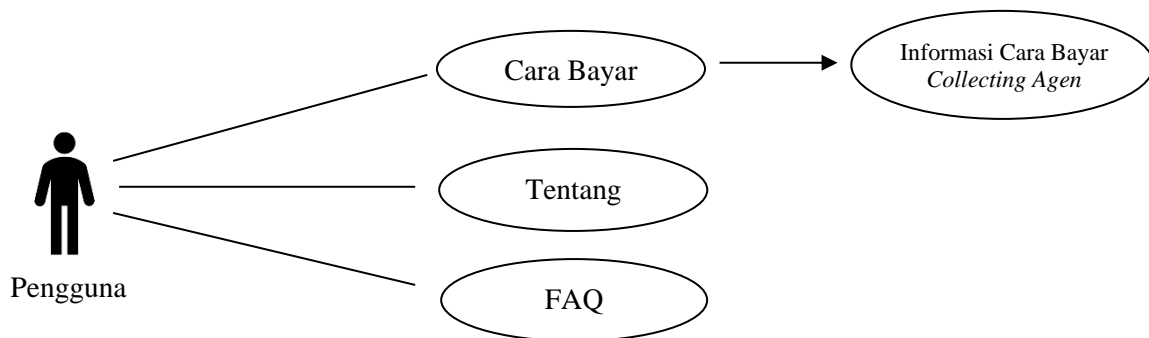 Cara Bayar
Informasi Cara Bayar
Collecting Agen
Tentang
Pengguna
FAQ